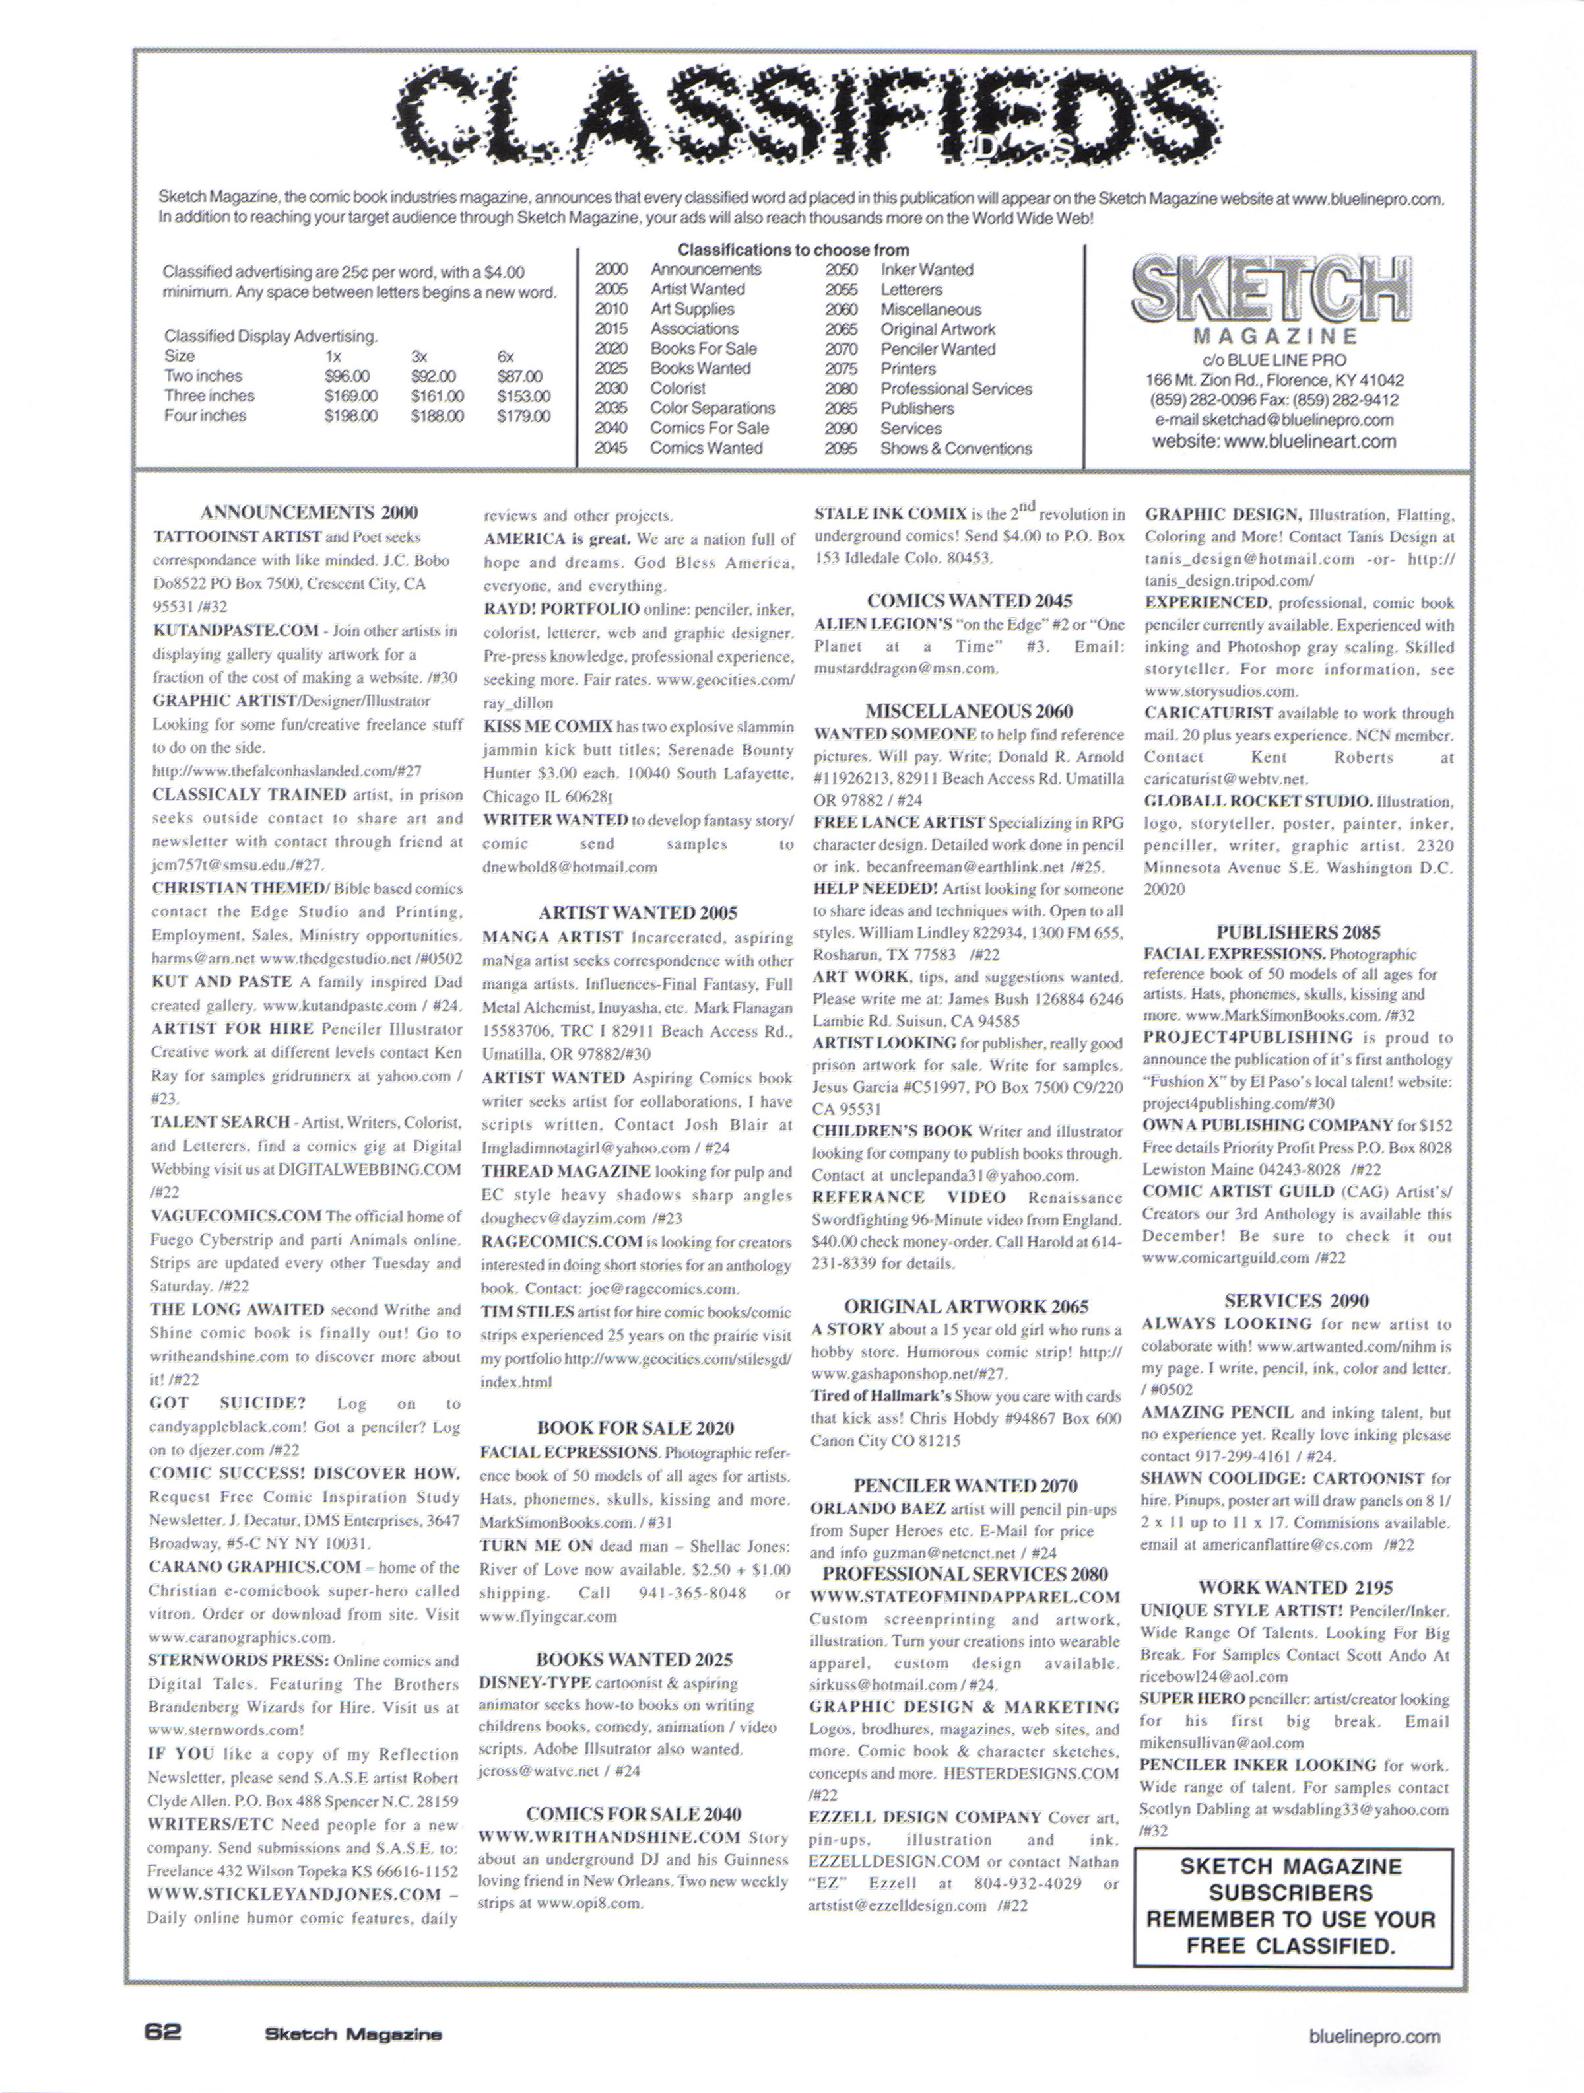 CLASSIFIEDS
Sketch Magazine, the comic book industries magazine, announces that every classified word ad placed in this publication will appear on the Sketch Magazine website at www.bluelinepro.com.
In addition to reaching your target audience through Sketch Magazine, your ads will also reach thousands more on the World Wide Web!
Classified advertising are 25¢ per word, with a $4.00
minimum. Any space between letters begins a new word.
Classified Display Advertising.
Size 1x 3x 6x
Two inches $96.00 $92.00 $87.00
Three inches $169.00 $161.00 $153.00
Four inches $198.00 $188.00 $179.00
Classifications to choose from
2000 Announcements 2050 Inker Wanted
2005 Artist Wanted 2055 Letterers
2010 Art Supplies 2060 Miscellaneous
2015 Associations 2065 Original Artwork
2020 Books For Sale 2070 Penciler Wanted
2025 Books Wanted 2075 Printers
2030 Colorist 2080 Professional Services
2035 Color Separations 2085 Publishers
2040 Comics For Sale 2090 Services
2045 Comics Wanted 2095 Shows & Conventions
SKETCH
MAGAZINE
c/o BLUE LINE PRO
166 Mt. Zion Rd., Florence, KY 41042
(859) 282-0096 Fax: (859) 282-9412
e-mail sketchad@bluelinepro.com
website: www.bluelineart.com
ANNOUNCEMENTS 2000
TATTOOINST ARTIST and Poet seeks
correspondance with like minded. J.C. Bobo
Do8522 PO Box 7500, Crescent City, CA
95531 /#32
KUTANDPASTE.COM - Join other artists in
displaying gallery quality artwork for a
fraction of the cost of making a website. /#30
GRAPHIC ARTIST/Designer/Illustrator
Looking for some fun/creative freelance stuff
to do on the side.
http://www.thefalconhaslanded.com/#27
CLASSICALY TRAINED artist, in prison
seeks outside contact to share art and
newsletter with contact through friend at
jcm757t@smsu.edu./#27.
CHRISTIAN THEMED/ Bible based comics
contact the Edge Studio and Printing,
Employment, Sales, Ministry opportunities.
harms@arn.net www.thedgestudio.net /#0502
KUT AND PASTE A family inspired Dad
created gallery. www.kutandpaste.com / #24.
ARTIST FOR HIRE Penciler Illustrator
Creative work at different levels contact Ken
Ray for samples gridrunnerx at yahoo.com /
#23.
TALENT SEARCH - Artist, Writers, Colorist,
and Letterers, find a comics gig at Digital
Webbing visit us at DIGITALWEBBING.COM
/#22
VAGUECOMICS.COM The official home of
Fuego Cyberstrip and parti Animals online.
Strips are updated every other Tuesday and
Saturday. /#22
THE LONG AWAITED second Writhe and
Shine comic book is finally out! Go to
writheandshine.com to discover more about
it! /#22
GOT SUICIDE? Log on to
candyappleblack.com! Got a penciler? Log
on to djezer.com /#22
COMIC SUCCESS! DISCOVER HOW.
Request Free Comic Inspiration Study
Newsletter. J. Decatur, DMS Enterprises, 3647
Broadway, #5-C NY NY 10031.
CARANO GRAPHICS.COM – home of the
Christian e-comicbook super-hero called
vitron. Order or download from site. Visit
www.caranographics.com.
STERNWORDS PRESS: Online comics and
Digital Tales. Featuring The Brothers
Brandenberg Wizards for Hire. Visit us at
www.sternwords.com!
IF YOU like a copy of my Reflection
Newsletter, please send S.A.S.E artist Robert
Clyde Allen. P.O. Box 488 Spencer N.C. 28159
WRITERS/ETC Need people for a new
company. Send submissions and S.A.S.E. to:
Freelance 432 Wilson Topeka KS 66616-1152
WWW.STICKLEYANDJONES.COM –
Daily online humor comic features, daily
reviews and other projects.
AMERICA is great. We are a nation full of
hope and dreams. God Bless America,
everyone, and everything.
RAYD! PORTFOLIO online: penciler, inker,
colorist, letterer, web and graphic designer.
Pre-press knowledge, professional experience,
seeking more. Fair rates. www.geocities.com/
ray_dillon
KISS ME COMIX has two explosive slammin
jammin kick butt titles; Serenade Bounty
Hunter $3.00 each. 10040 South Lafayette,
Chicago IL 60628
WRITER WANTED to develop fantasy story/
comic send samples to
dnewbold8@hotmail.com
ARTIST WANTED 2005
MANGA ARTIST Incarcerated, aspiring
maNga artist seeks correspondence with other
manga artists. Influences-Final Fantasy, Full
Metal Alchemist, Inuyasha, etc. Mark Flanagan
15583706, TRC I 82911 Beach Access Rd.,
Umatilla, OR 97882/#30
ARTIST WANTED Aspiring Comics book
writer seeks artist for eollaborations, I have
scripts written, Contact Josh Blair at
Imgladimnotagirl@yahoo.com / #24
THREAD MAGAZINE looking for pulp and
EC style heavy shadows sharp angles
doughecv@dayzim.com /#23
RAGECOMICS.COM is looking for creators
interested in doing short stories for an anthology
book. Contact: joe@ragecomics.com.
TIM STILES artist for hire comic books/comic
strips experienced 25 years on the prairie visit
my portfolio http://www.geocities.com/stilesgd/
index.html
BOOK FOR SALE 2020
FACIAL ECPRESSIONS. Photographic refer-
ence book of 50 models of all ages for artists.
Hats, phonemes, skulls, kissing and more.
MarkSimonBooks.com. / #31
TURN ME ON dead man – Shellac Jones:
River of Love now available. $2.50 + $1.00
shipping. Call 941-365-8048 or
www.flyingcar.com
BOOKS WANTED 2025
DISNEY-TYPE cartoonist & aspiring
animator seeks how-to books on writing
childrens books, comedy, animation / video
scripts. Adobe Illsutrator also wanted.
jcross@watvc.net / #24
COMICS FOR SALE 2040
WWW.WRITHANDSHINE.COM Story
about an underground DJ and his Guinness
loving friend in New Orleans. Two new weekly
strips at www.opi8.com.
STALE INK COMIX is the 2nd revolution in
underground comics! Send $4.00 to P.O. Box
153 Idledale Colo. 80453.
COMICS WANTED 2045
ALIEN LEGION'S "on the Edge" #2 or "One
Planet at a Time" #3. Email:
mustarddragon@msn.com.
MISCELLANEOUS 2060
WANTED SOMEONE to help find reference
pictures. Will pay. Write; Donald R. Arnold
#11926213, 82911 Beach Access Rd. Umatilla
OR 97882 / #24
FREE LANCE ARTIST Specializing in RPG
character design. Detailed work done in pencil
or ink. becanfreeman@earthlink.net /#25.
HELP NEEDED! Artist looking for someone
to share ideas and techniques with. Open to all
styles. William Lindley 822934, 1300 FM 655,
Rosharun, TX 77583 /#22
ART WORK, tips, and suggestions wanted.
Please write me at: James Bush 126884 6246
Lambie Rd. Suisun, CA 94585
ARTIST LOOKING for publisher, really good
prison artwork for sale. Write for samples.
Jesus Garcia #C51997, PO Box 7500 C9/220
CA 95531
CHILDREN'S BOOK Writer and illustrator
looking for company to publish books through.
Contact at unclepanda31@yahoo.com.
REFERANCE VIDEO Renaissance
Swordfighting 96-Minute video from England.
$40.00 check money-order. Call Harold at 614-
231-8339 for details.
ORIGINAL ARTWORK 2065
A STORY about a 15 year old girl who runs a
hobby store. Humorous comic strip! http://
www.gashaponshop.net/#27.
Tired of Hallmark's Show you care with cards
that kick ass! Chris Hobdy #94867 Box 600
Canon City CO 81215
PENCILER WANTED 2070
ORLANDO BAEZ artist will pencil pin-ups
from Super Heroes etc. E-Mail for price
and info guzman@netcnct.net / #24
PROFESSIONAL SERVICES 2080
WWW.STATEOFMINDAPPAREL.COM
Custom screenprinting and artwork,
illustration. Turn your creations into wearable
apparel, custom design available.
sirkuss@hotmail.com / #24.
GRAPHIC DESIGN & MARKETING
Logos, brodhures, magazines, web sites, and
more. Comic book & character sketches,
concepts and more. HESTERDESIGNS.COM
/#22
EZZELL DESIGN COMPANY Cover art,
pin-ups, illustration and ink.
EZZELLDESIGN.COM or contact Nathan
"EZ" Ezzell at 804-932-4029 or
artstist@ezzelldesign.com /#22
GRAPHIC DESIGN, Illustration, Flatting,
Coloring and More! Contact Tanis Design at
tanis_design@hotmail.com -or- http://
tanis_design.tripod.com/
EXPERIENCED, professional, comic book
penciler currently available. Experienced with
inking and Photoshop gray scaling. Skilled
storyteller. For more information, see
www.storysudios.com.
CARICATURIST available to work through
mail. 20 plus years experience. NCN member.
Contact Kent Roberts at
caricaturist@webtv.net.
GLOBALL ROCKET STUDIO. Illustration,
logo, storyteller, poster, painter, inker,
penciller, writer, graphic artist. 2320
Minnesota Avenue S.E. Washington D.C.
20020
PUBLISHERS 2085
FACIAL EXPRESSIONS. Photographic
reference book of 50 models of all ages for
artists. Hats, phonemes, skulls, kissing and
more. www.MarkSimonBooks.com. /#32
PROJECT4PUBLISHING is proud to
announce the publication of it's first anthology
"Fushion X" by El Paso's local talent! website:
project4publishing.com/#30
OWN A PUBLISHING COMPANY for $152
Free details Priority Profit Press P.O. Box 8028
Lewiston Maine 04243-8028 /#22
COMIC ARTIST GUILD (CAG) Artist's/
Creators our 3rd Anthology is available this
December! Be sure to check it out
www.comicartguild.com /#22
SERVICES 2090
ALWAYS LOOKING for new artist to
colaborate with! www.artwanted.com/nihm is
my page. I write, pencil, ink, color and letter.
/ #0502
AMAZING PENCIL and inking talent, but
no experience yet. Really love inking plesase
contact 917-299-4161 / #24.
SHAWN COOLIDGE: CARTOONIST for
hire. Pinups, poster art will draw panels on 8 1/
2 x 11 up to 11 x 17. Commisions available.
email at americanflattire@cs.com /#22
WORK WANTED 2195
UNIQUE STYLE ARTIST! Penciler/Inker.
Wide Range Of Talents. Looking For Big
Break. For Samples Contact Scott Ando At
ricebowl24@aol.com
SUPER HERO penciller: artist/creator looking
for his first big break. Email
mikensullivan@aol.com
PENCILER INKER LOOKING for work.
Wide range of talent. For samples contact
Scotlyn Dabling at wsdabling33@yahoo.com
/#32
SKETCH MAGAZINE
SUBSCRIBERS
REMEMBER TO USE YOUR
FREE CLASSIFIED.
62 Sketch Magazine bluelinepro.com